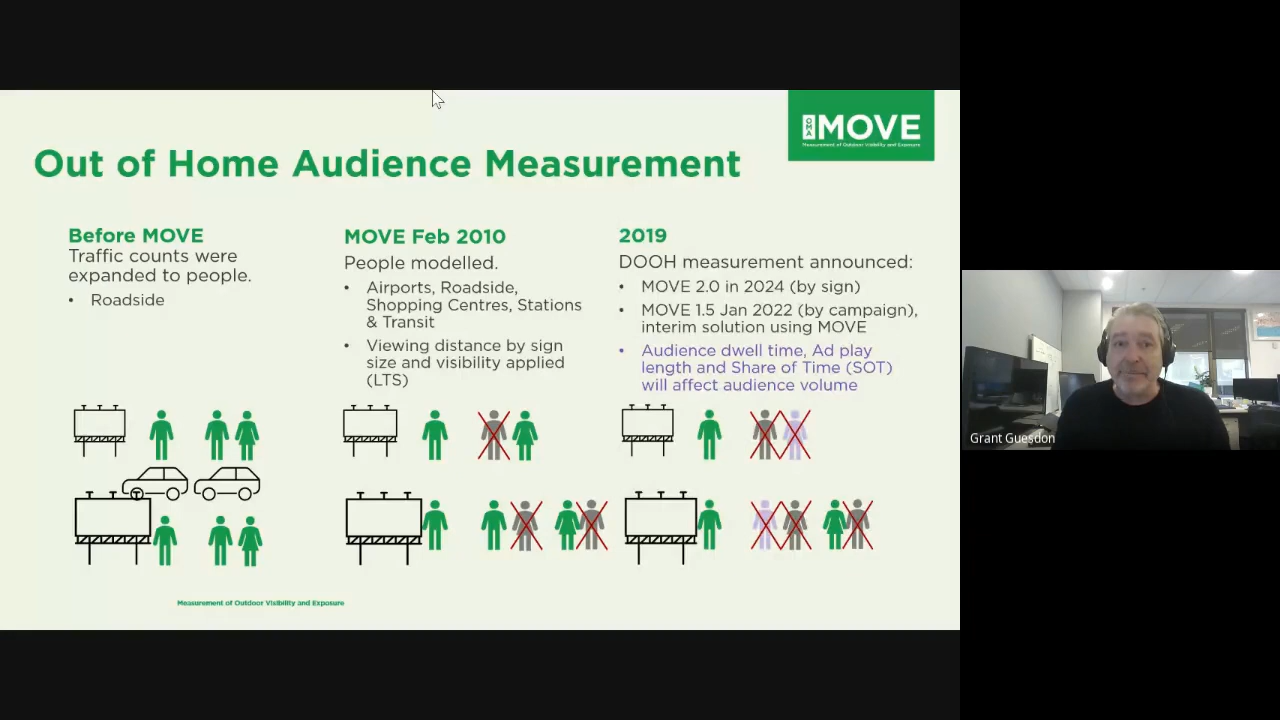 OMA MOVE
Measurement of Outdoor Visibility and Exposure
Out of Home Audience Measurement
Before MOVE
Traffic counts were
expanded to people.
• Roadside
MOVE Feb 2010
People modelled.
• Airports, Roadside,
Shopping Centres, Stations
& Transit
• Viewing distance by sign
size and visibility applied
(LTS)
2019
DOOH measurement announced:
• MOVE 2.0 in 2024 (by sign)
• MOVE 1.5 Jan 2022 (by campaign),
interim solution using MOVE
• Audience dwell time, Ad play
length and Share of Time (SOT)
will affect audience volume
Measurement of Outdoor Visibility and Exposure
Grant Guesdon